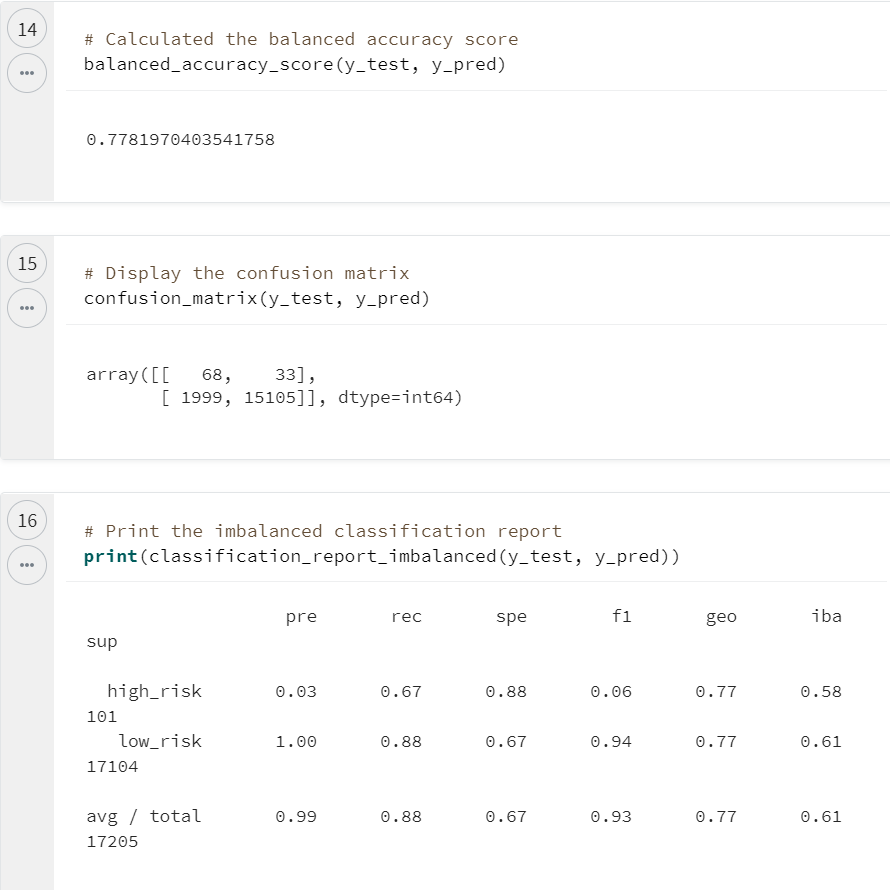 14
# Calculated the balanced accuracy score
balanced_accuracy_score(y_test, y_pred)
0.7781970403541758
15
# Display the confusion matrix
confusion_matrix(y_test, y_pred)
array([[   68,    33],
       [ 1999, 15105]], dtype=int64)
16
# Print the imbalanced classification report
print(classification_report_imbalanced(y_test, y_pred))
                   pre       rec       spe        f1       geo       iba
sup
  high_risk       0.03      0.67      0.88      0.06      0.77      0.58
101
   low_risk       1.00      0.88      0.67      0.94      0.77      0.61
17104
avg / total       0.99      0.88      0.67      0.93      0.77      0.61
17205